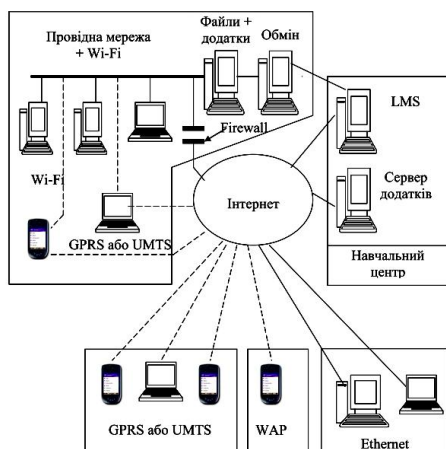 Файли +
додатки
Обмін
Провідна мережа
+ Wi-Fi
Firewall
LMS
Wi-Fi
Сервер
додатків
Інтернет
GPRS або UMTS
Навчальний
центр
GPRS або UMTS
WAP
Ethernet